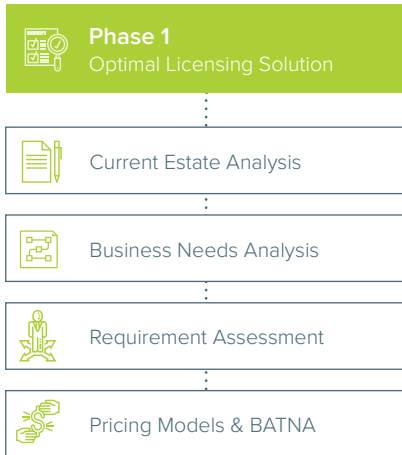 Phase 1
Optimal Licensing Solution
Current Estate Analysis
Business Needs Analysis
Requirement Assessment
Pricing Models & BATNA